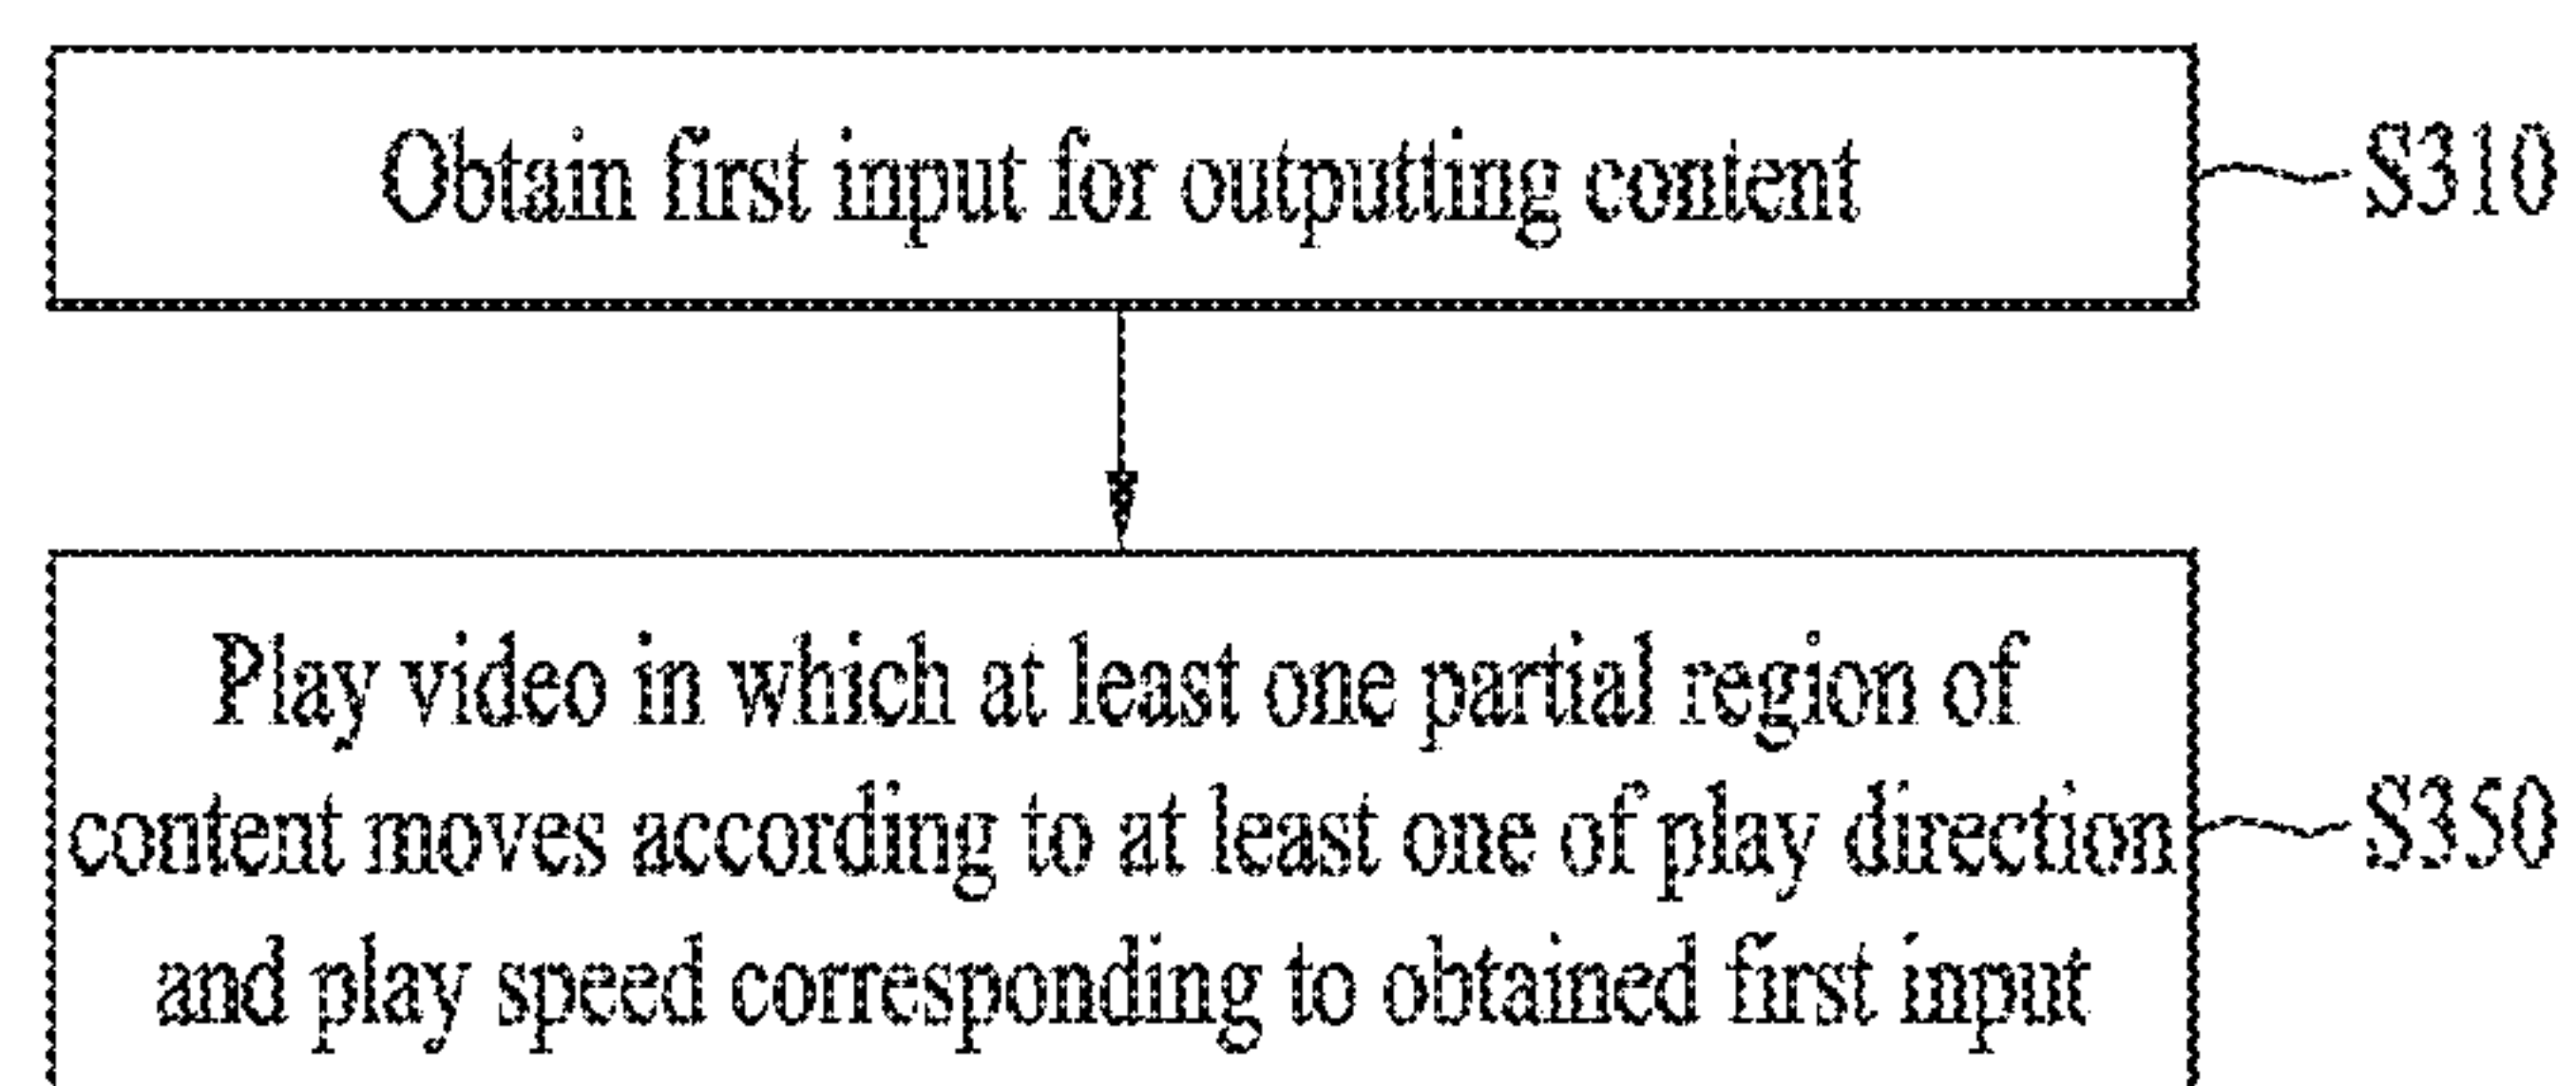 Obtain first input for outputting content
S310
Play video in which at least one partial region of
content moves according to at least one of play direction
S350
and play speed corresponding to obtained first input